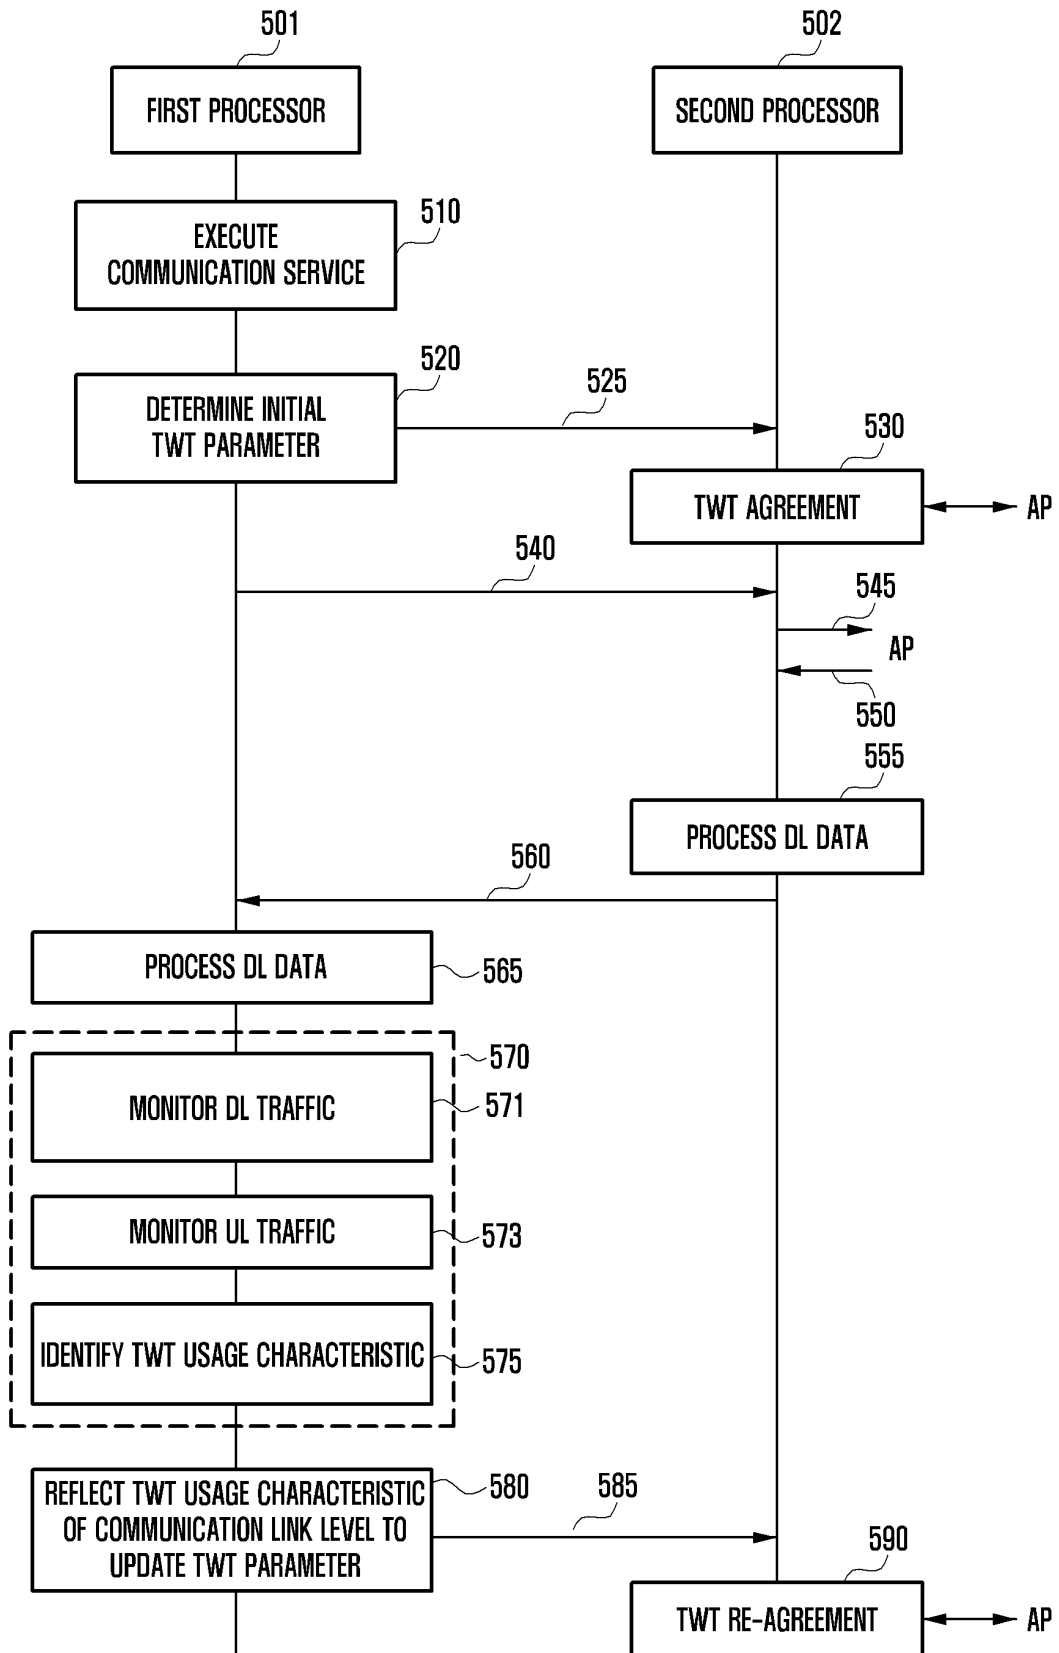 501
502
FIRST PROCESSOR
SECOND PROCESSOR
510
EXECUTE
COMMUNICATION SERVICE
520
DETERMINE INITIAL
TWT PARAMETER
525
530
TWT AGREEMENT
AP
540
545
AP
550
555
PROCESS DL DATA
560
PROCESS DL DATA
565
570
MONITOR DL TRAFFIC
571
MONITOR UL TRAFFIC
573
IDENTIFY TWT USAGE CHARACTERISTIC
575
REFLECT TWT USAGE CHARACTERISTIC
OF COMMUNICATION LINK LEVEL TO
UPDATE TWT PARAMETER
580
585
590
TWT RE-AGREEMENT
AP